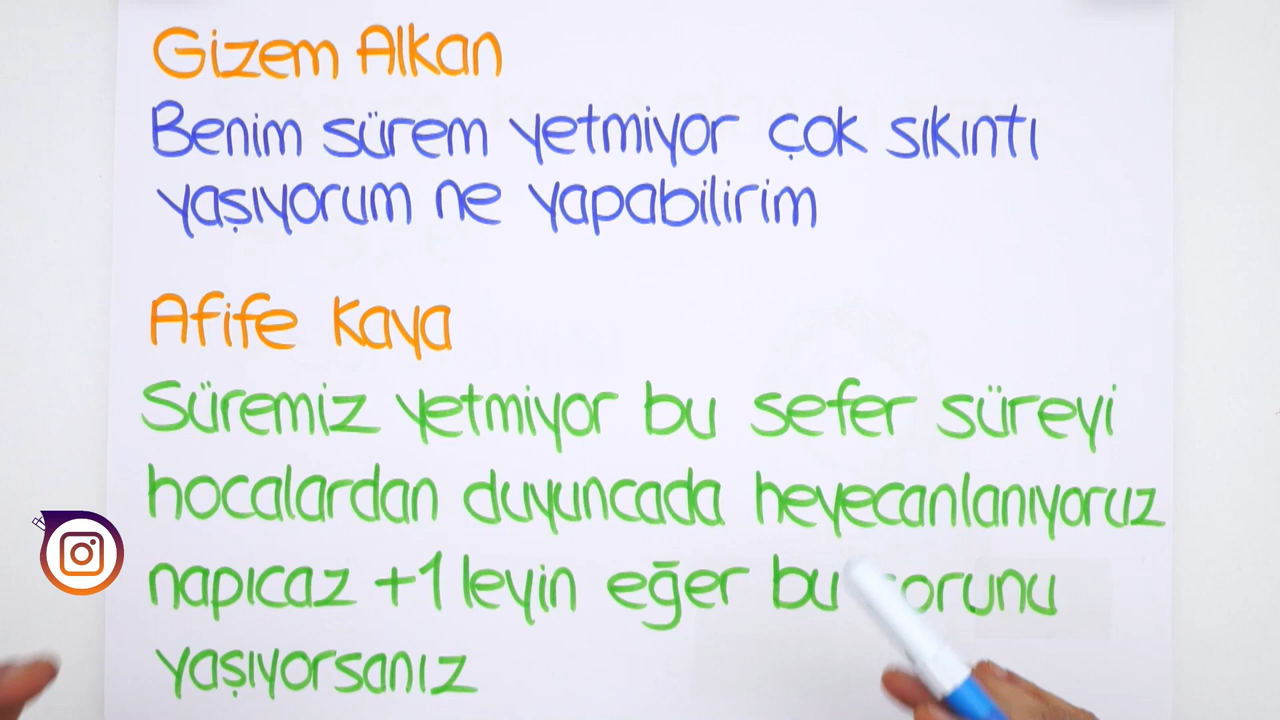 Gizem Alkan
Benim sürem yetmiyor çok sıkıntı
yaşıyorum ne yapabilirim
Afife Kaya
Süremiz yetmiyor bu sefer süreyi
hocalardan duyuncada heyecanlanıyoruz
napıcaz +1 leyin eğer bu sorunu
yaşıyorsanız